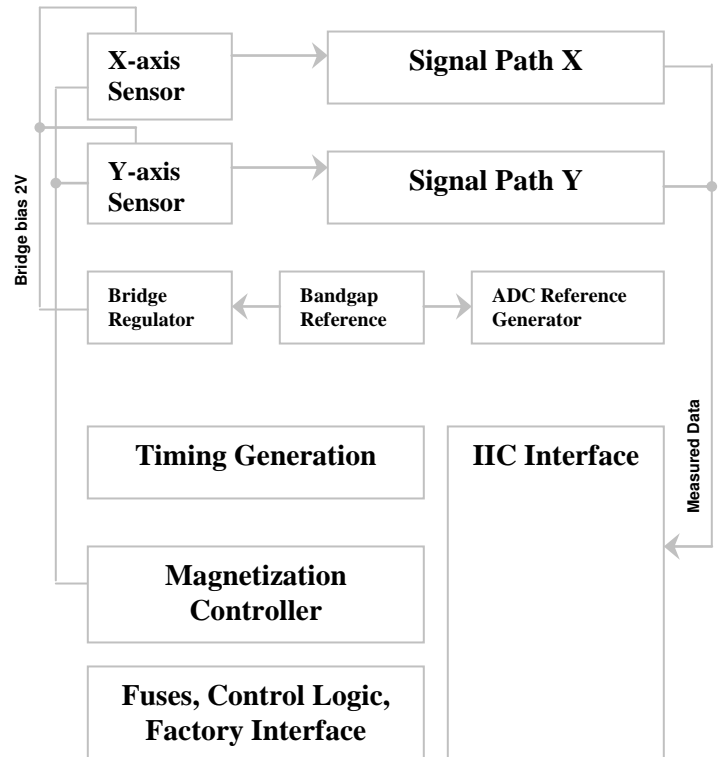 X-axis
Sensor
Signal Path X
Y-axis
Sensor
Signal Path Y
Bridge bias 2V
Bridge
Regulator
Bandgap
Reference
ADC Reference
Generator
Timing Generation
IIC Interface
Measured Data
Magnetization
Controller
Fuses, Control Logic,
Factory Interface